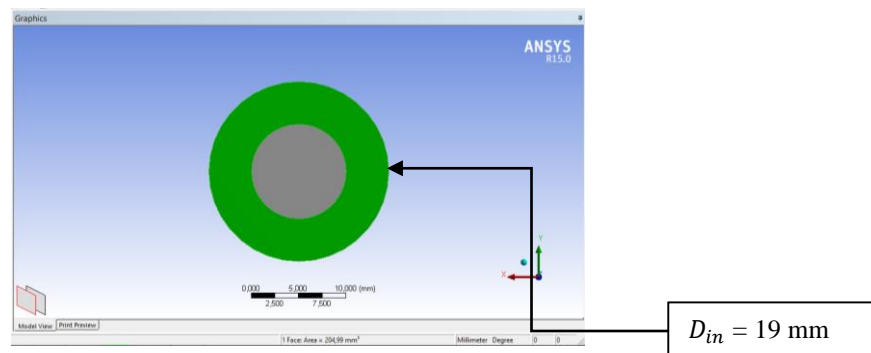 Graphics
ANSYS
R15.0
Y
X
0,000 5,000 10,000 (mm)
2,500 7,500
Model View Print Preview
1 Face: Area = 204,99 mm²
Millimeter Degree 0 0
D_in = 19 mm